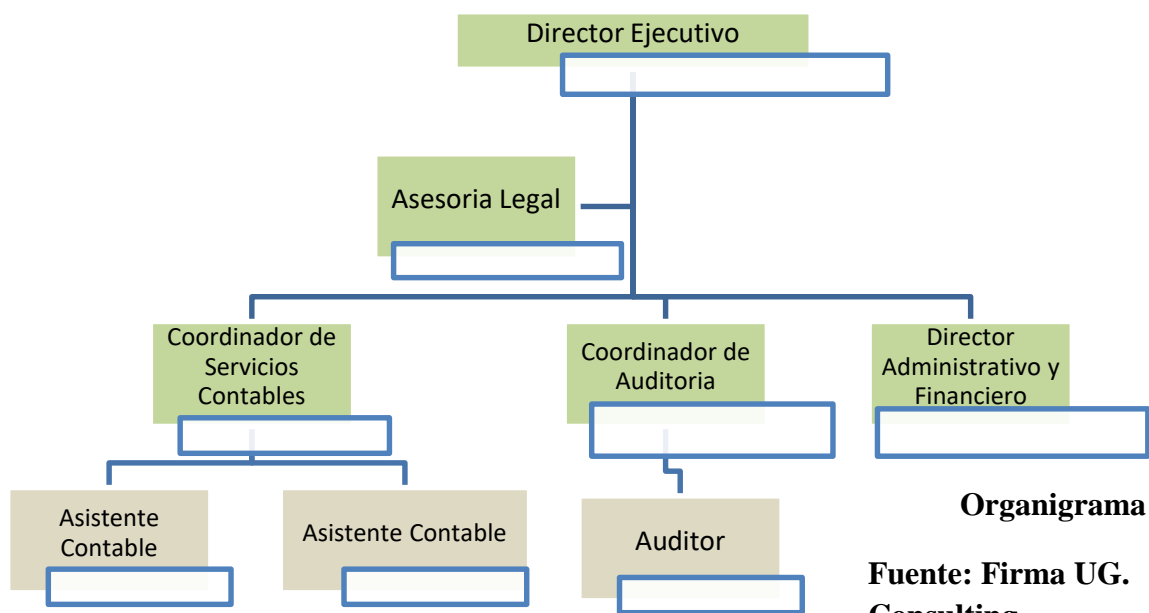 Director Ejecutivo
Asesoria Legal
Coordinador de
Servicios
Contables
Coordinador de
Auditoria
Director
Administrativo y
Financiero
Asistente
Contable
Asistente Contable
Auditor
Organigrama
Fuente: Firma UG.
Consulting